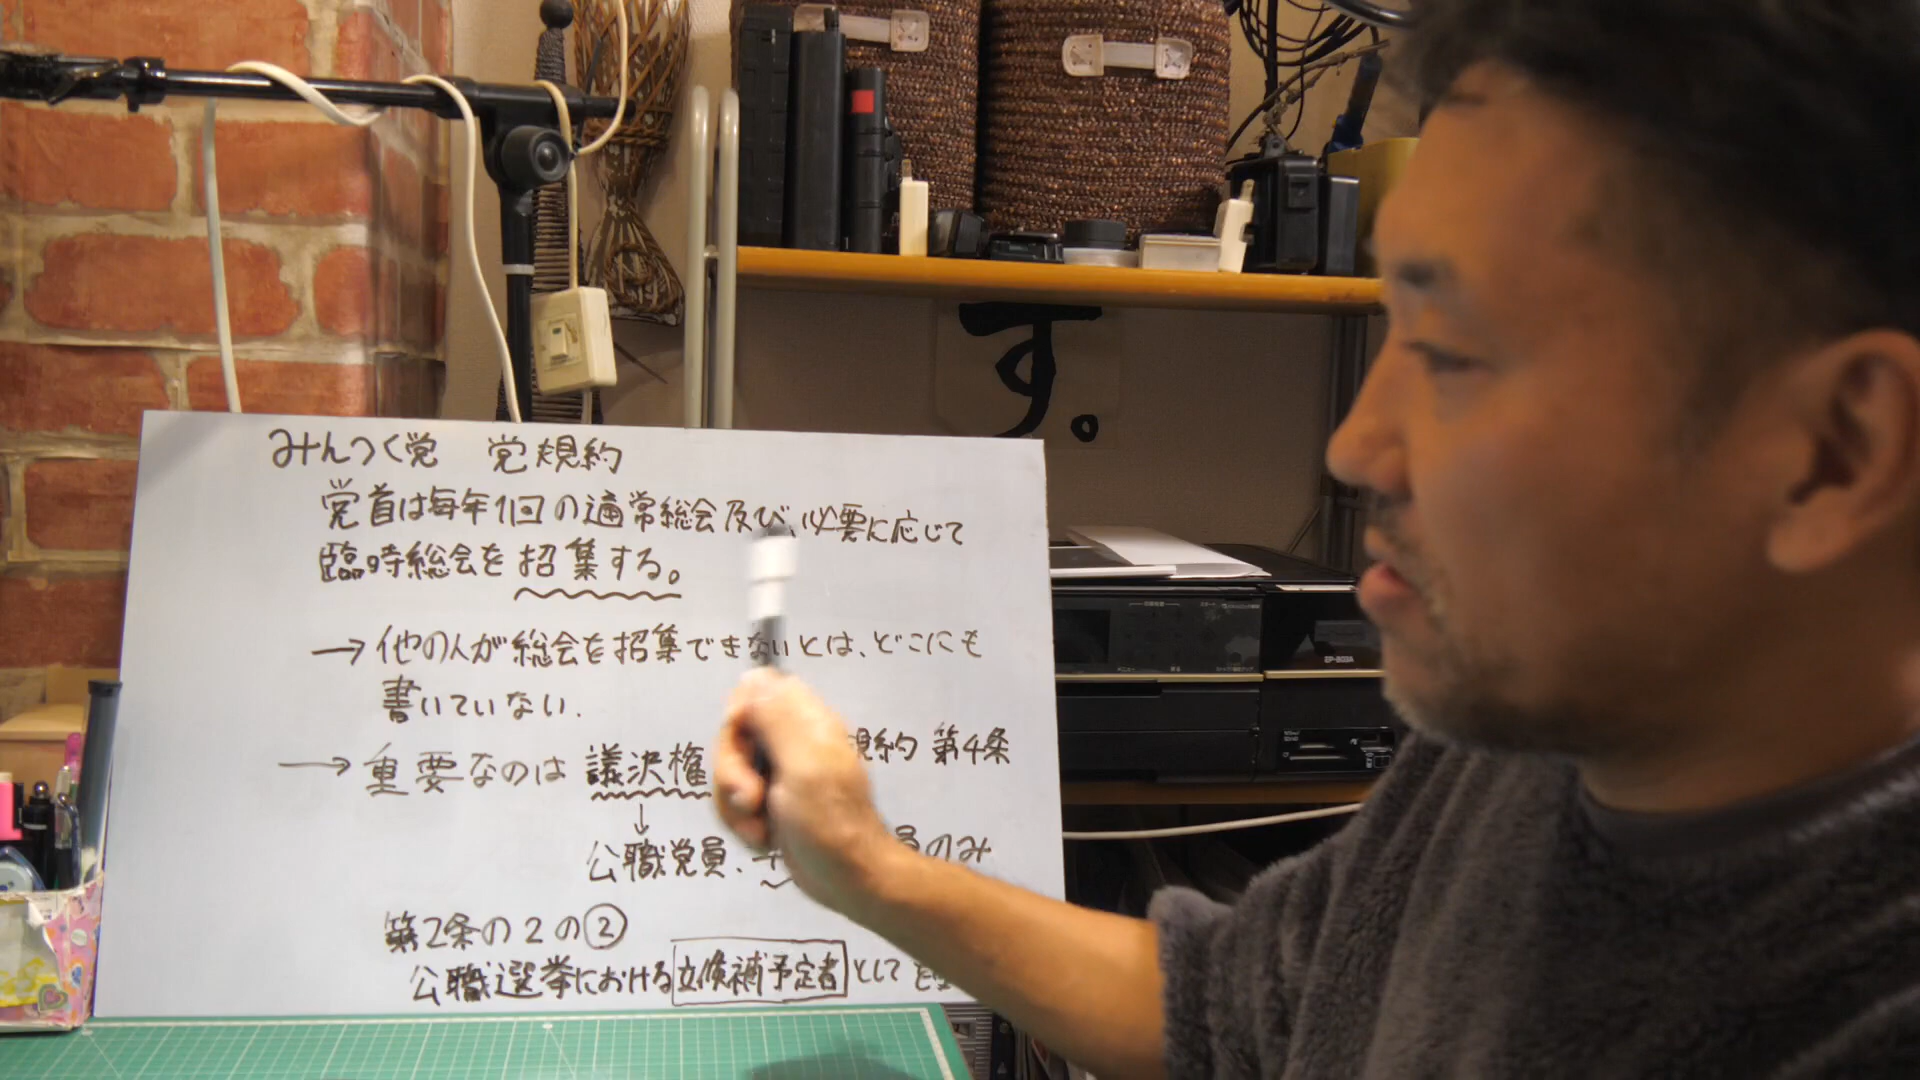 す。
みんつく党 党規約
党首は毎年1回の通常総会及び、必要に応じて
臨時総会を招集する。
→他の人が総会を招集できないとは、どこにも
書いていない.
→重要なのは 議決権 規約 第4条
↓
公職党員、 員のみ
第2条の2の②
公職選挙における立候補予定者として
EP-803A